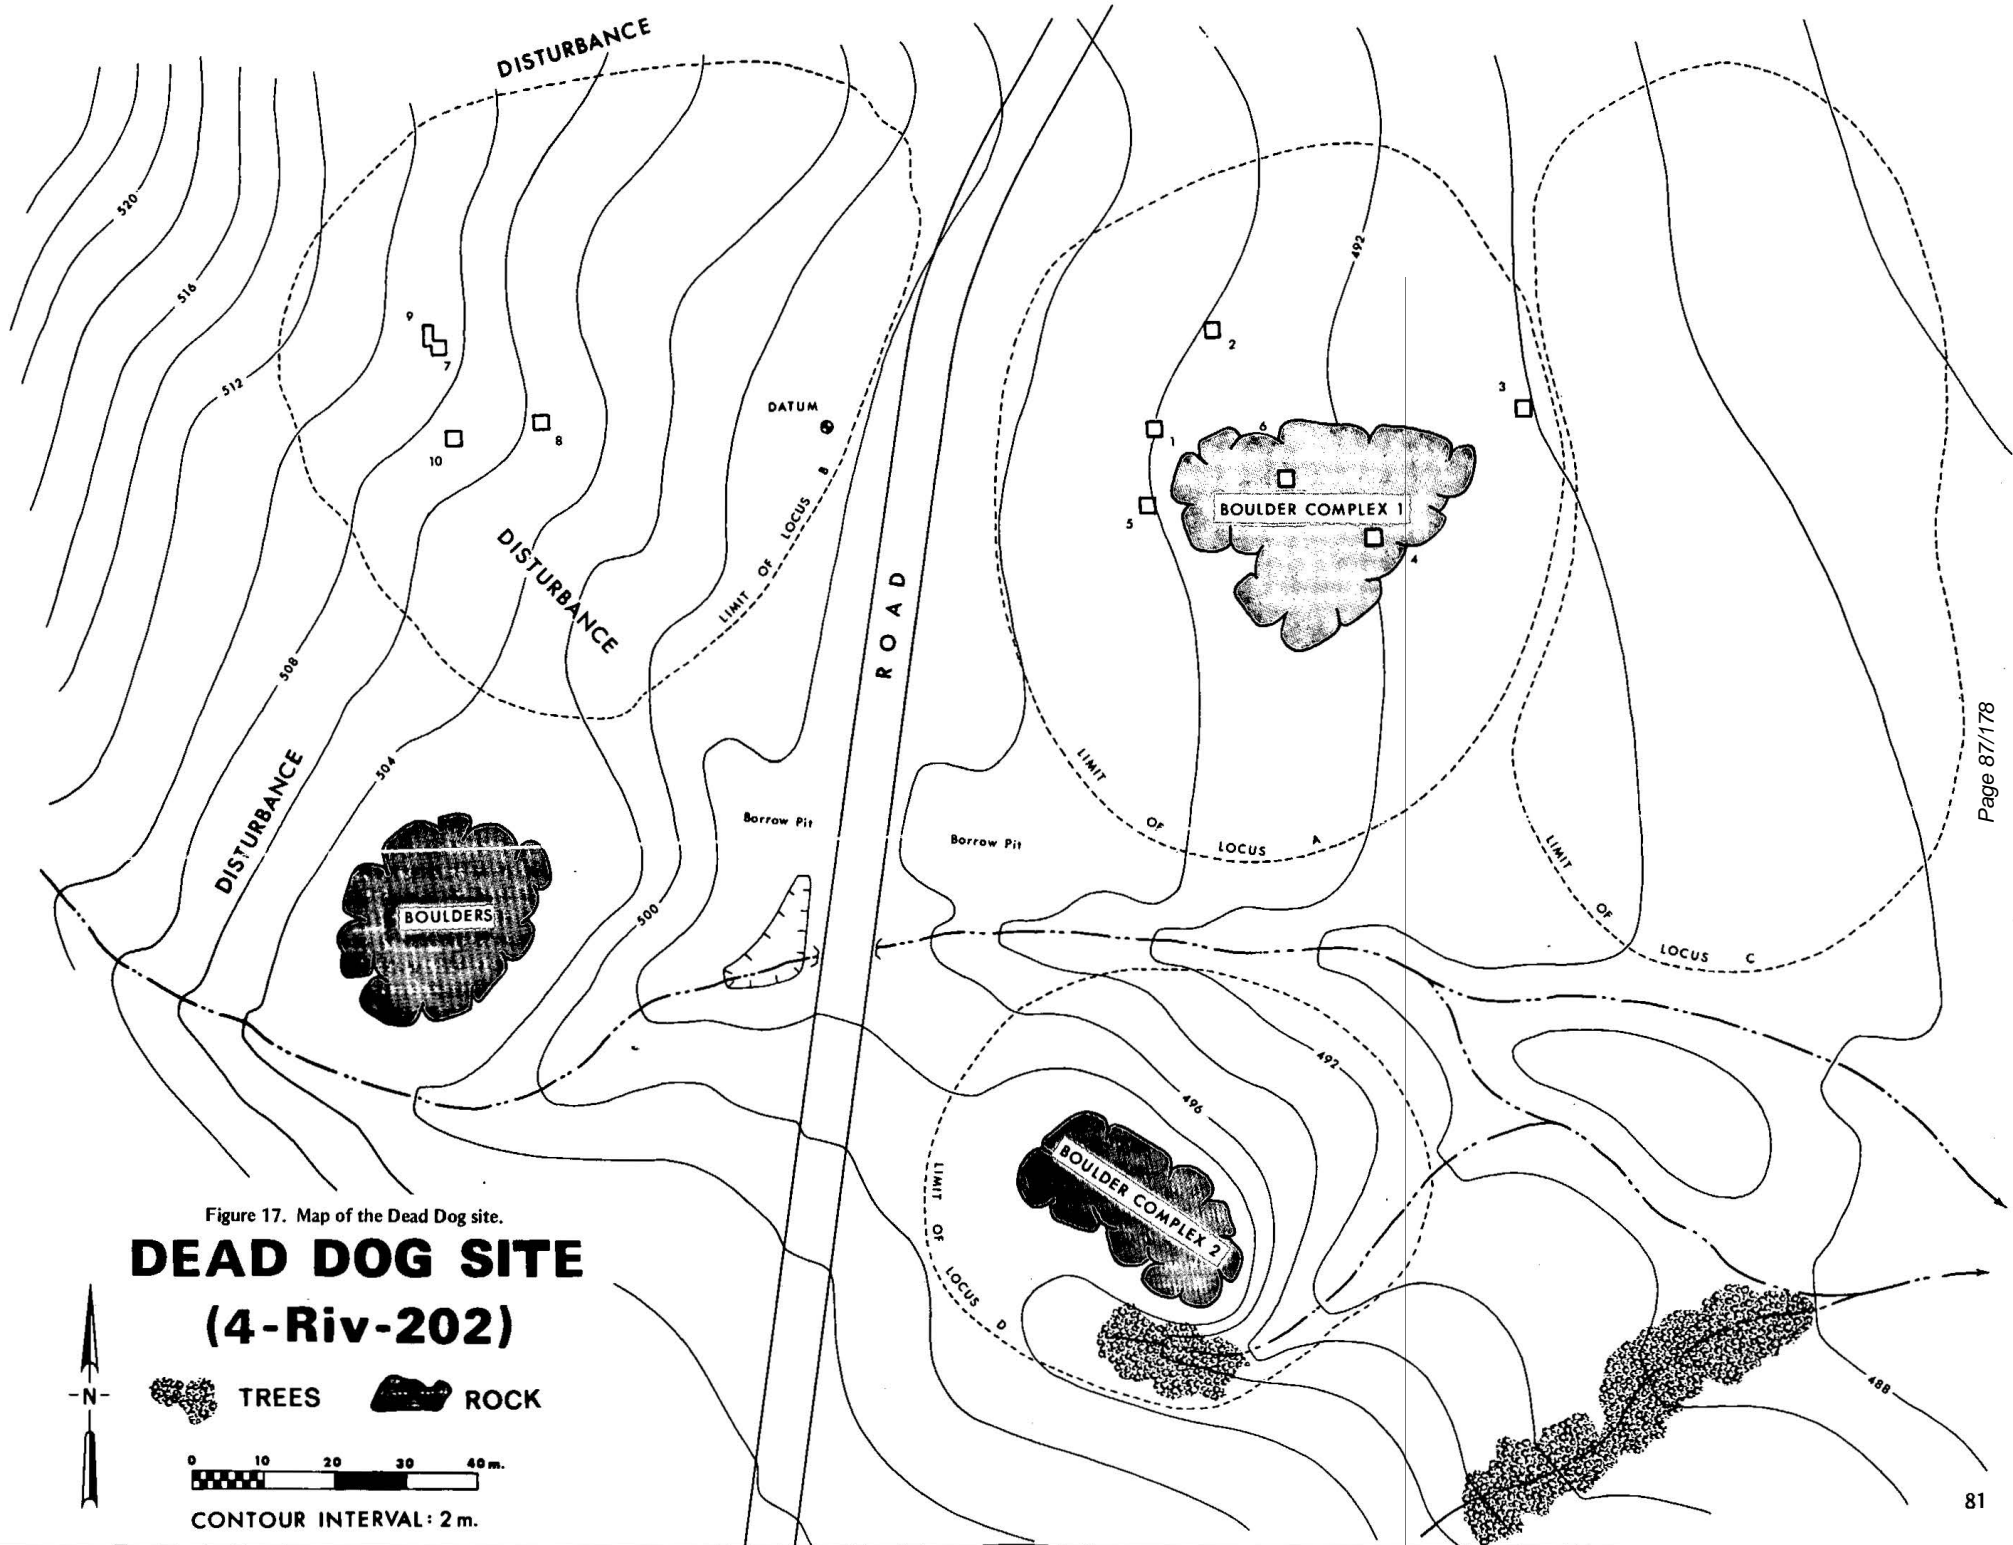 DISTURBANCE
520
516
512
492
9
7
10
8
DATUM
2
3
1
6
5
BOULDER COMPLEX 1
4
LIMIT OF LOCUS B
DISTURBANCE
ROAD
508
504
DISTURBANCE
LIMIT OF LOCUS A
LIMIT OF LOCUS C
Borrow Pit
Borrow Pit
BOULDERS
500
492
496
BOULDER COMPLEX 2
LIMIT OF LOCUS D
488
Page 87/178
Figure 17. Map of the Dead Dog site.
DEAD DOG SITE
(4-Riv-202)
-N-
TREES
ROCK
0 10 20 30 40 m.
CONTOUR INTERVAL: 2 m.
81